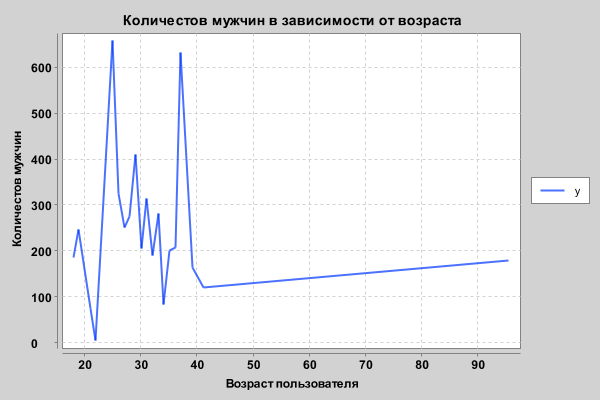 Количестов мужчин в зависимости от возраста
Количестов мужчин
600
500
400
300
200
100
0
20 30 40 50 60 70 80 90
Возраст пользователя
y